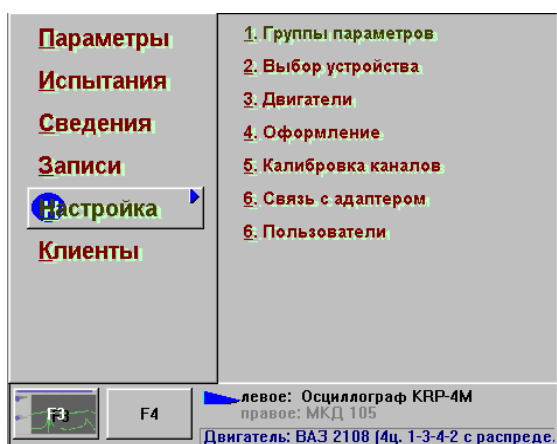 Параметры
Испытания
Сведения
Записи
Настройка
Клиенты
1. Группы параметров
2. Выбор устройства
3. Двигатели
4. Оформление
5. Калибровка каналов
6. Связь с адаптером
6. Пользователи
F3
F4
левое: Осциллограф KRP-4M
правое: МКД 105
Двигатель: ВАЗ 2108 (4ц. 1-3-4-2 с распреде.